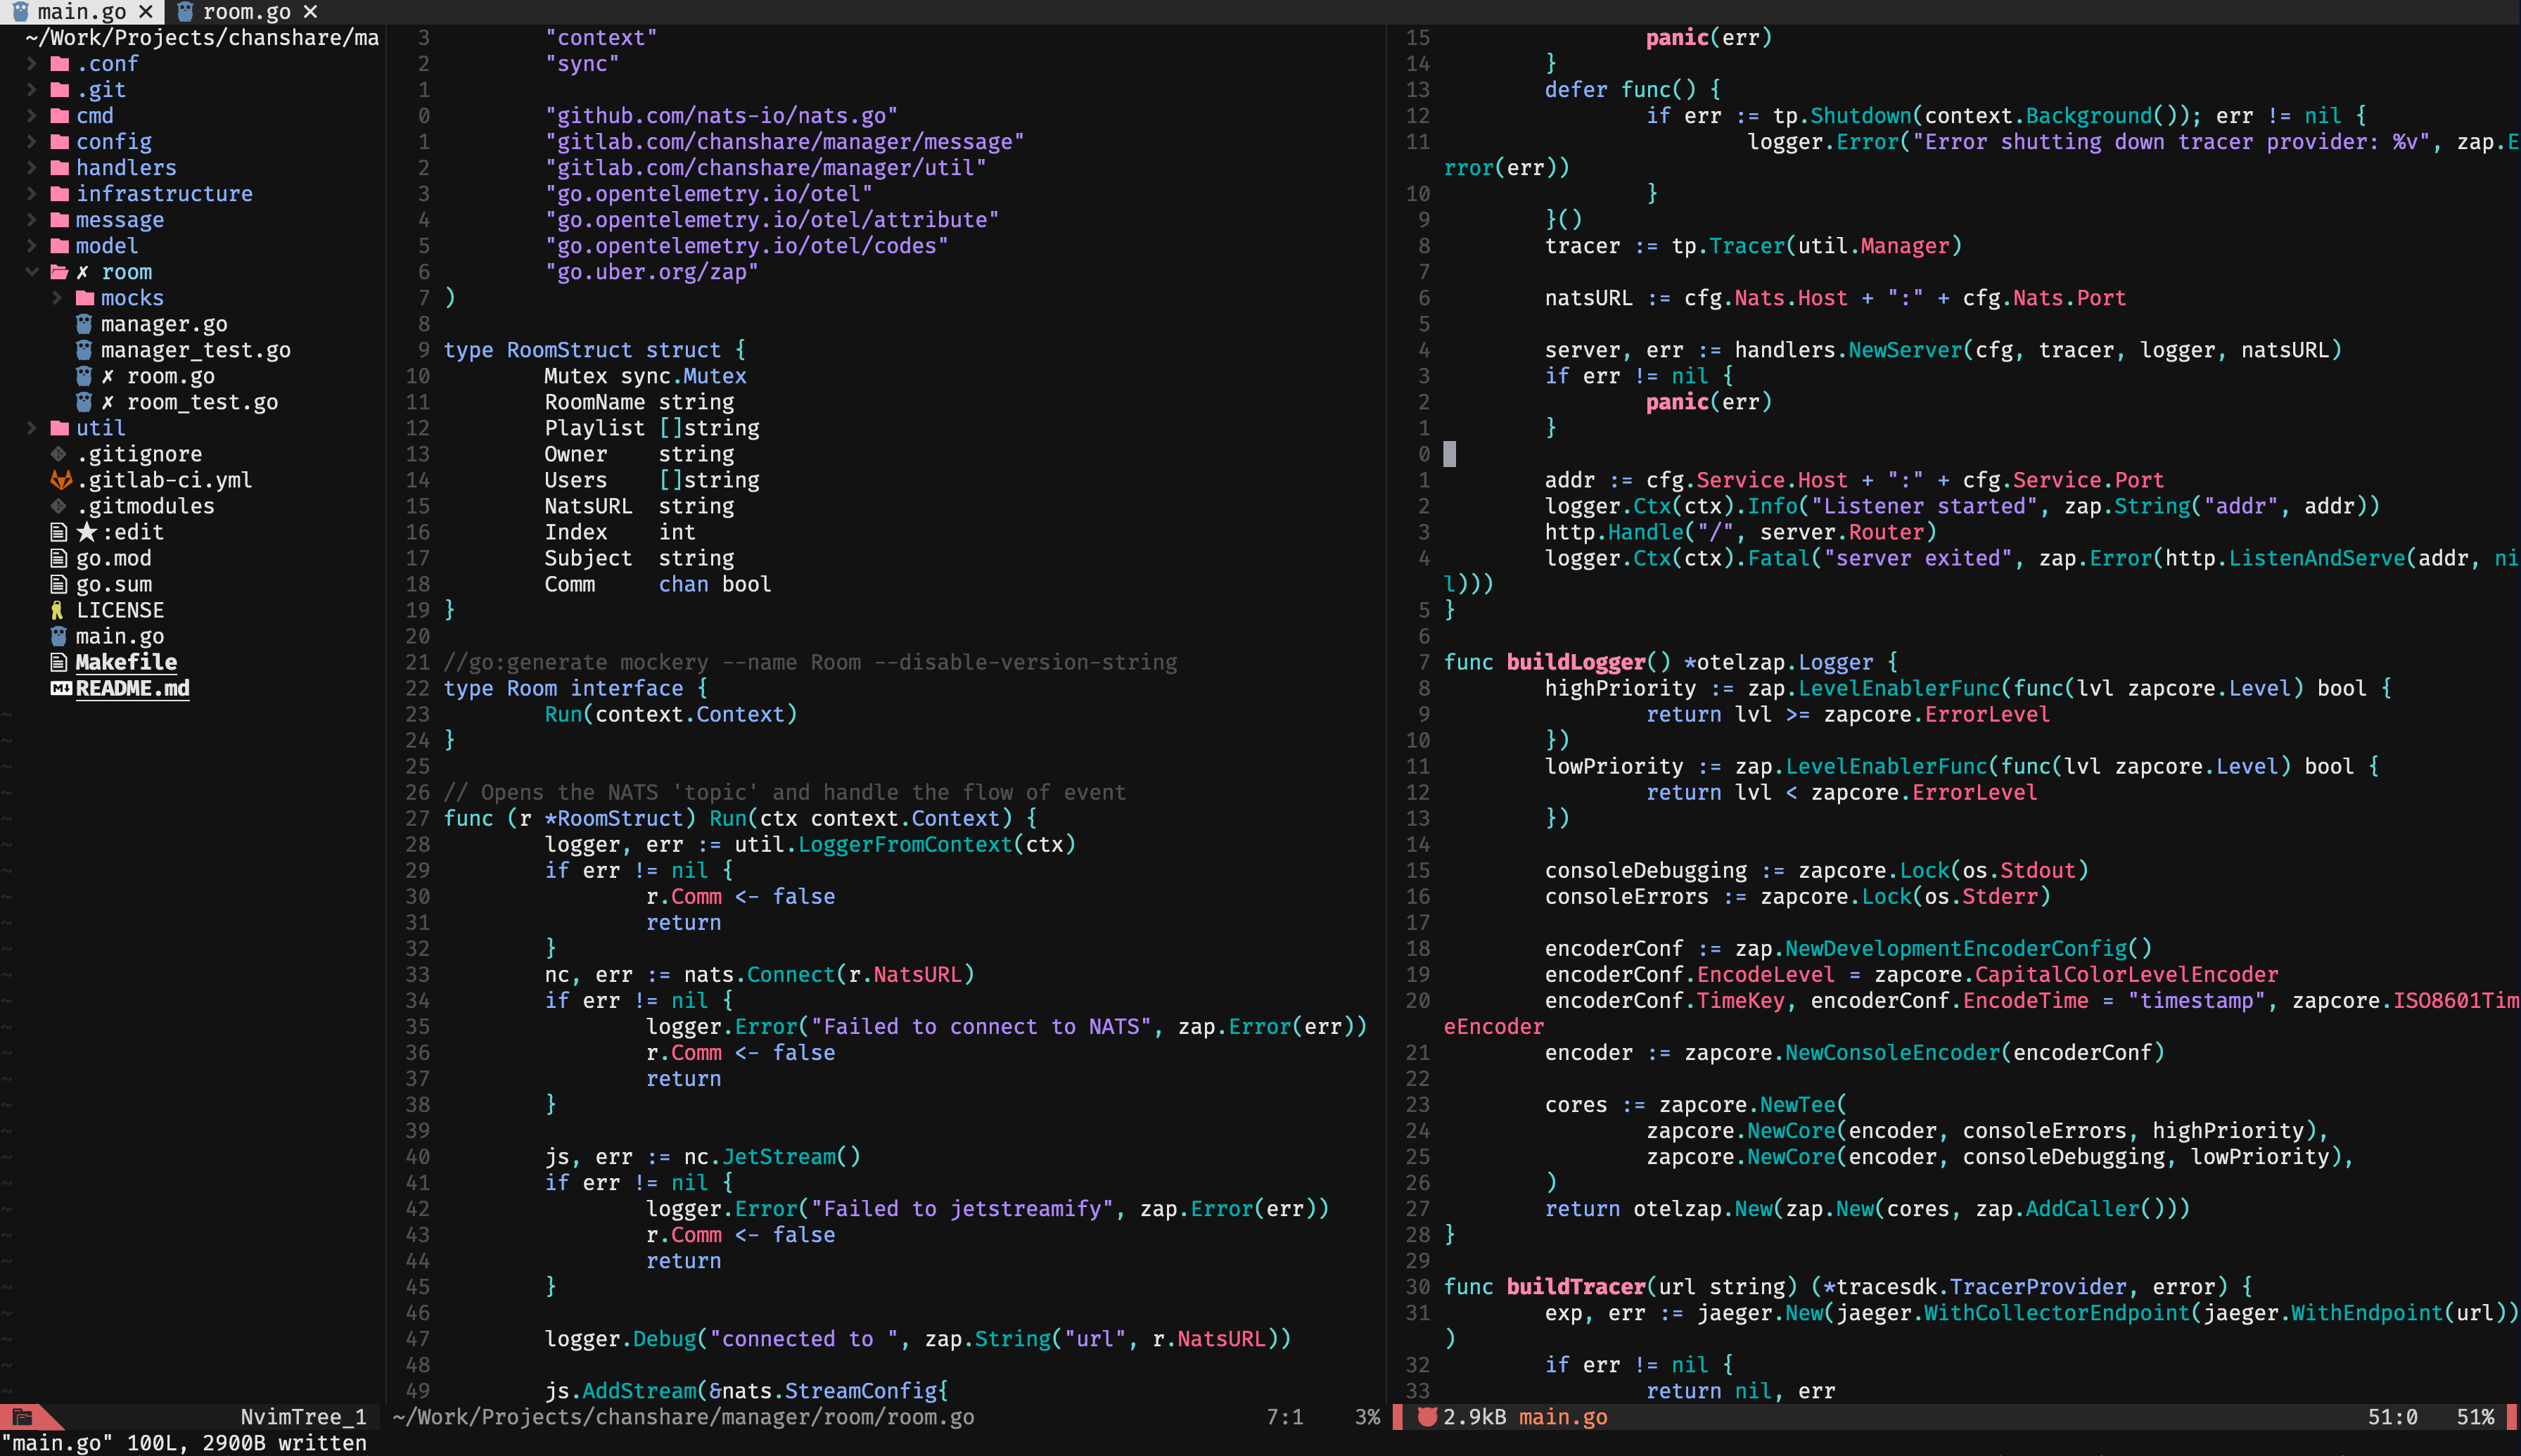 main.go ✕ room.go ✕
~/Work/Projects/chanshare/ma
.conf
.git
cmd
config
handlers
infrastructure
message
model
✗ room
mocks
manager.go
manager_test.go
✗ room.go
✗ room_test.go
util
.gitignore
.gitlab-ci.yml
.gitmodules
★:edit
go.mod
go.sum
LICENSE
main.go
Makefile
README.md
NvimTree_1
3 "context"
2 "sync"
1
0 "github.com/nats-io/nats.go"
1 "gitlab.com/chanshare/manager/message"
2 "gitlab.com/chanshare/manager/util"
3 "go.opentelemetry.io/otel"
4 "go.opentelemetry.io/otel/attribute"
5 "go.opentelemetry.io/otel/codes"
6 "go.uber.org/zap"
7 )
8
9 type RoomStruct struct {
10 Mutex sync.Mutex
11 RoomName string
12 Playlist []string
13 Owner string
14 Users []string
15 NatsURL string
16 Index int
17 Subject string
18 Comm chan bool
19 }
20
21 //go:generate mockery --name Room --disable-version-string
22 type Room interface {
23 Run(context.Context)
24 }
25
26 // Opens the NATS 'topic' and handle the flow of event
27 func (r *RoomStruct) Run(ctx context.Context) {
28 logger, err := util.LoggerFromContext(ctx)
29 if err != nil {
30 r.Comm <- false
31 return
32 }
33 nc, err := nats.Connect(r.NatsURL)
34 if err != nil {
35 logger.Error("Failed to connect to NATS", zap.Error(err))
36 r.Comm <- false
37 return
38 }
39
40 js, err := nc.JetStream()
41 if err != nil {
42 logger.Error("Failed to jetstreamify", zap.Error(err))
43 r.Comm <- false
44 return
45 }
46
47 logger.Debug("connected to ", zap.String("url", r.NatsURL))
48
49 js.AddStream(&nats.StreamConfig{
~/Work/Projects/chanshare/manager/room/room.go 7:1 3%
15 panic(err)
14 }
13 defer func() {
12 if err := tp.Shutdown(context.Background()); err != nil {
11 logger.Error("Error shutting down tracer provider: %v", zap.E
rror(err))
10 }
9 }()
8 tracer := tp.Tracer(util.Manager)
7
6 natsURL := cfg.Nats.Host + ":" + cfg.Nats.Port
5
4 server, err := handlers.NewServer(cfg, tracer, logger, natsURL)
3 if err != nil {
2 panic(err)
1 }
0
1 addr := cfg.Service.Host + ":" + cfg.Service.Port
2 logger.Ctx(ctx).Info("Listener started", zap.String("addr", addr))
3 http.Handle("/", server.Router)
4 logger.Ctx(ctx).Fatal("server exited", zap.Error(http.ListenAndServe(addr, ni
l)))
5 }
6
7 func buildLogger() *otelzap.Logger {
8 highPriority := zap.LevelEnablerFunc(func(lvl zapcore.Level) bool {
9 return lvl >= zapcore.ErrorLevel
10 })
11 lowPriority := zap.LevelEnablerFunc(func(lvl zapcore.Level) bool {
12 return lvl < zapcore.ErrorLevel
13 })
14
15 consoleDebugging := zapcore.Lock(os.Stdout)
16 consoleErrors := zapcore.Lock(os.Stderr)
17
18 encoderConf := zap.NewDevelopmentEncoderConfig()
19 encoderConf.EncodeLevel = zapcore.CapitalColorLevelEncoder
20 encoderConf.TimeKey, encoderConf.EncodeTime = "timestamp", zapcore.ISO8601Tim
eEncoder
21 encoder := zapcore.NewConsoleEncoder(encoderConf)
22
23 cores := zapcore.NewTee(
24 zapcore.NewCore(encoder, consoleErrors, highPriority),
25 zapcore.NewCore(encoder, consoleDebugging, lowPriority),
26 )
27 return otelzap.New(zap.New(cores, zap.AddCaller()))
28 }
29
30 func buildTracer(url string) (*tracesdk.TracerProvider, error) {
31 exp, err := jaeger.New(jaeger.WithCollectorEndpoint(jaeger.WithEndpoint(url))
)
32 if err != nil {
33 return nil, err
2.9kB main.go 51:0 51%
"main.go" 100L, 2900B written